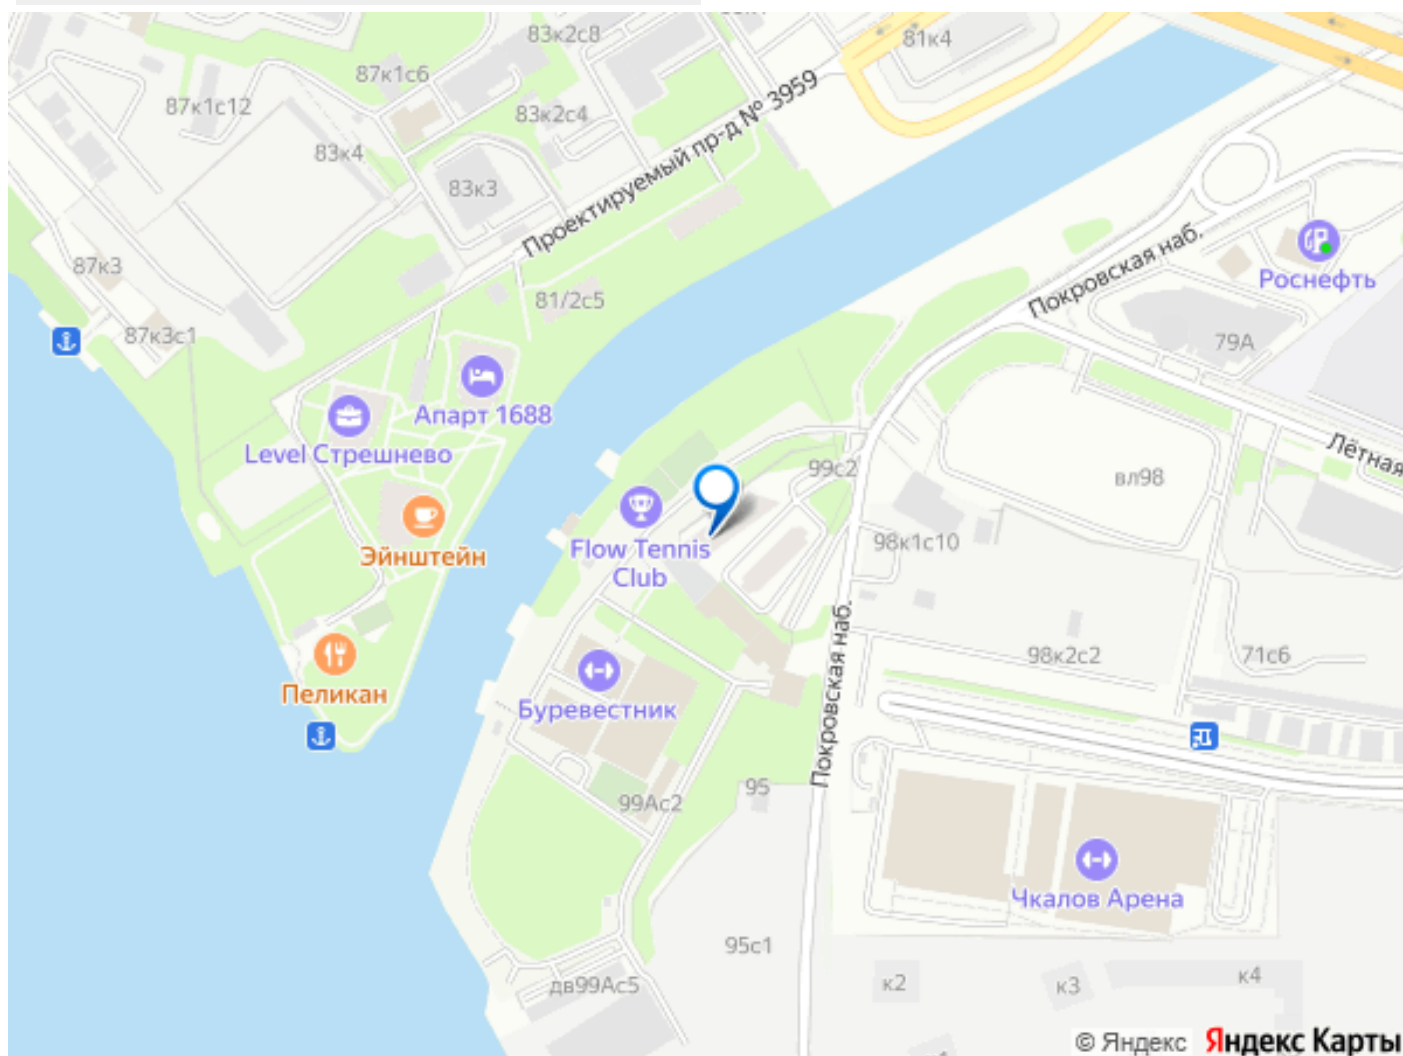 83к2с8
81к4
87к1с6
87к1с12
83к2с4
Проектируемый пр-д № 3959
83к4
83к3
Покровская наб.
87к3
Роснефть
81/2с5
87к3с1
79А
Апарт 1688
Level Стрешнево
Лётная
99с2
вл98
Эйнштейн
Flow Tennis
Club
98к1с10
Покровская наб.
98к2с2
71с6
Пеликан
Буревестник
95
99Ас2
Чкалов Арена
95с1
дв99Ас5
к2
к3
к4
© Яндекс Яндекс Карты